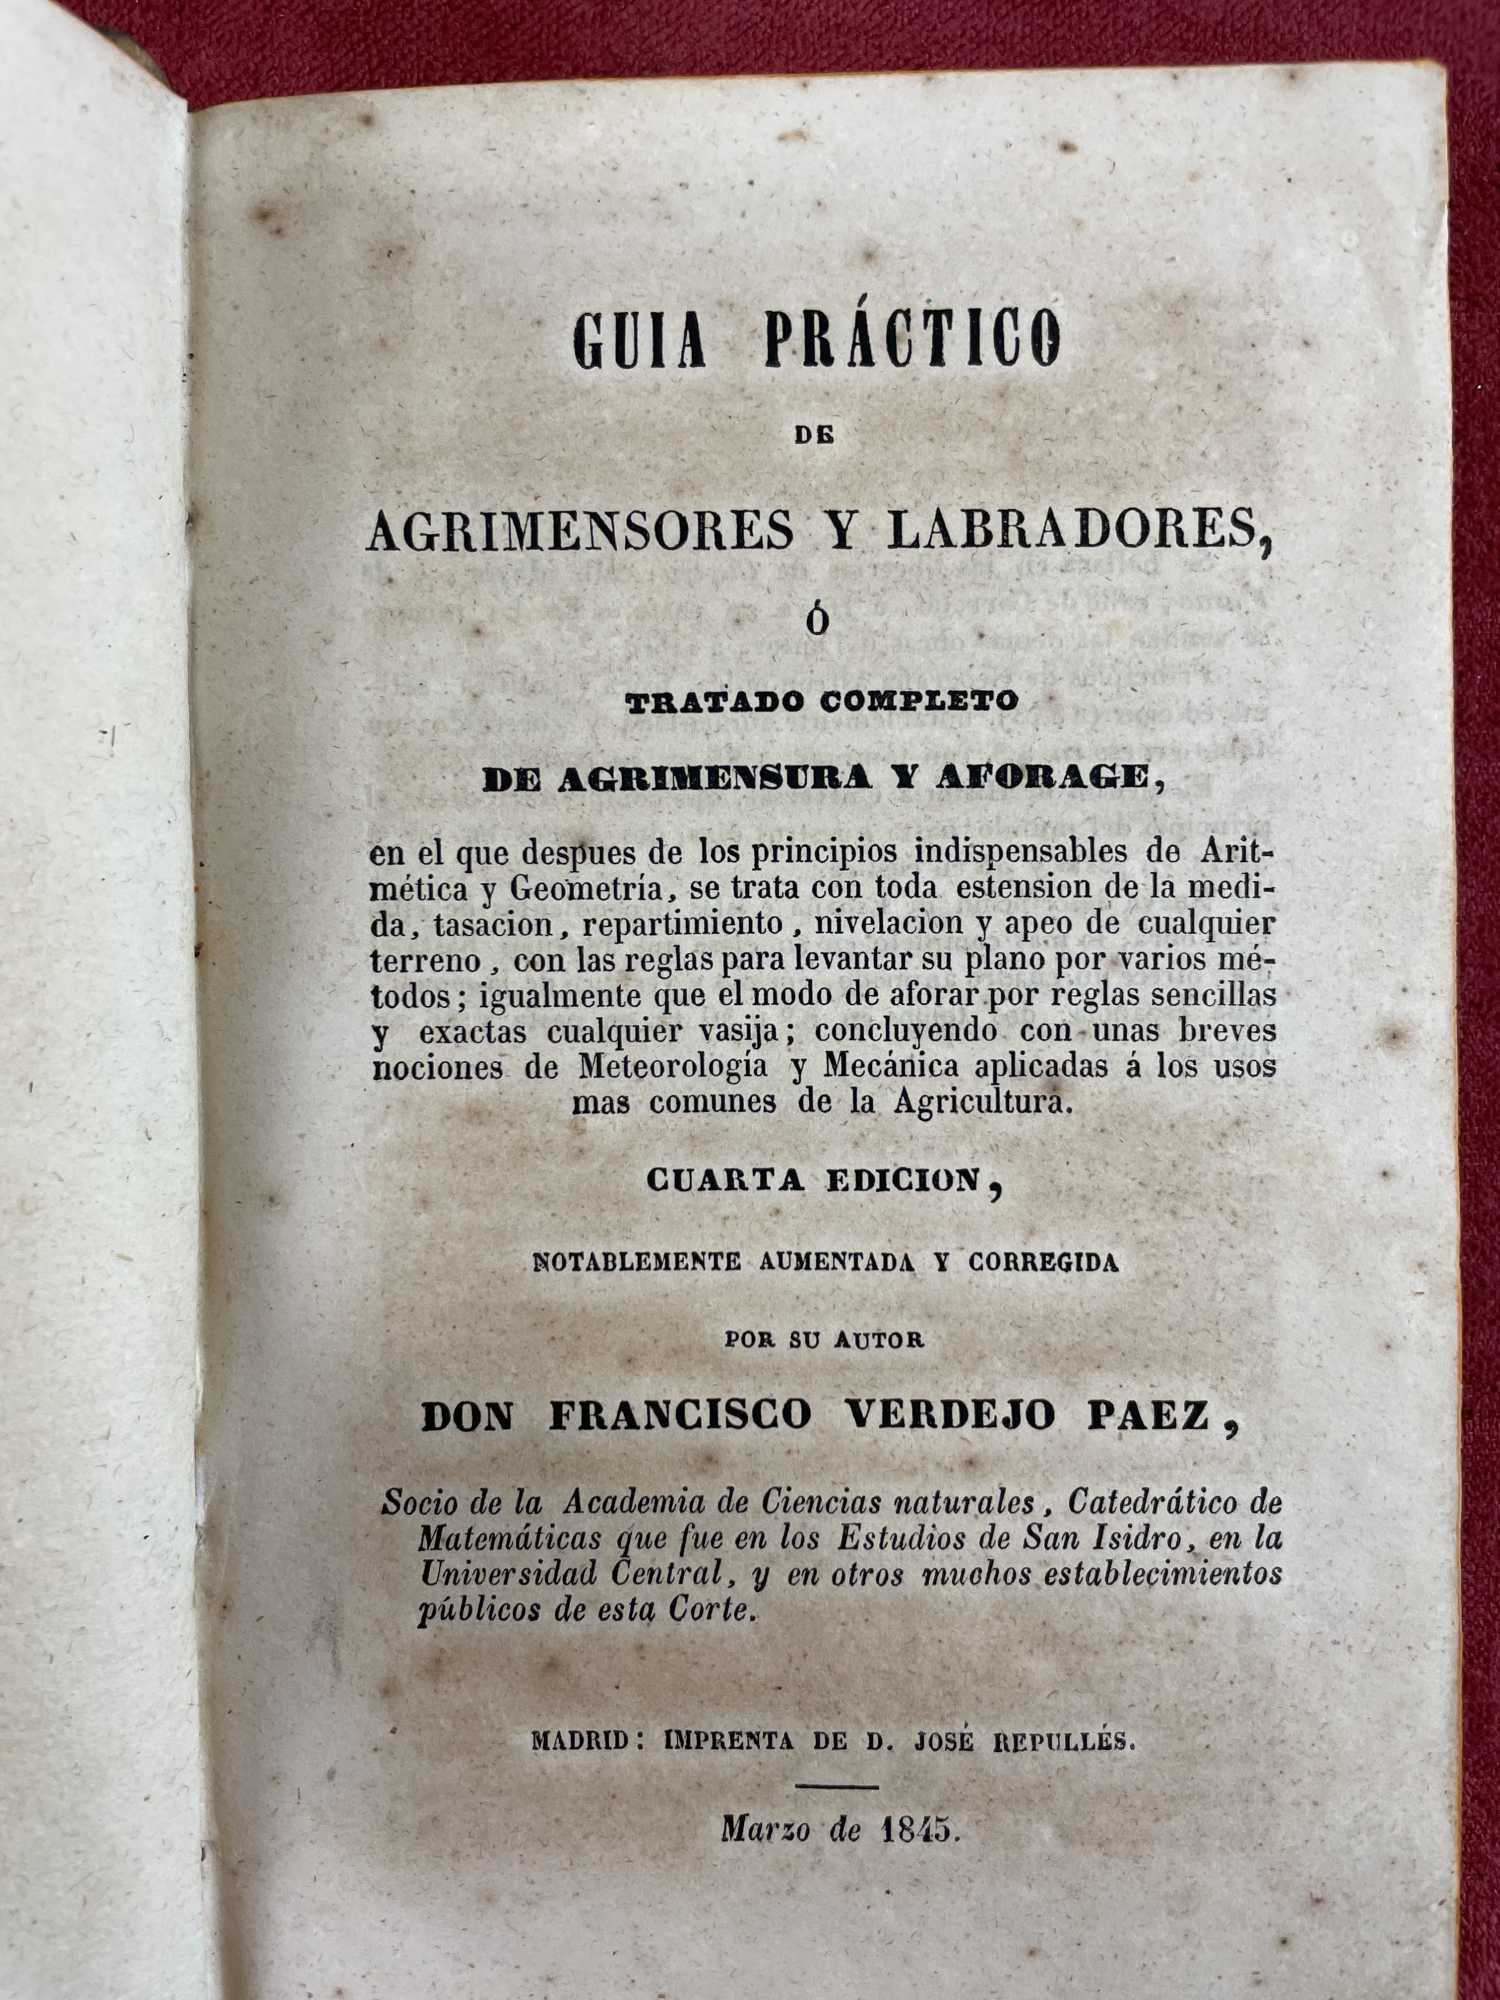 GUIA PRÁCTICO
DE
AGRIMENSORES Y LABRADORES,
Ó
TRATADO COMPLETO
DE AGRIMENSURA Y AFORAGE,
en el que despues de los principios indispensables de Arit-
mética y Geometría, se trata con toda estension de la medi-
da, tasacion, repartimiento, nivelacion y apeo de cualquier
terreno, con las reglas para levantar su plano por varios mé-
todos; igualmente que el modo de aforar por reglas sencillas
y exactas cualquier vasija; concluyendo con unas breves
nociones de Meteorología y Mecánica aplicadas á los usos
mas comunes de la Agricultura.
CUARTA EDICION,
NOTABLEMENTE AUMENTADA Y CORREGIDA
POR SU AUTOR
DON FRANCISCO VERDEJO PAEZ,
Socio de la Academia de Ciencias naturales, Catedrático de
Matemáticas que fue en los Estudios de San Isidro, en la
Universidad Central, y en otros muchos establecimientos
públicos de esta Corte.
MADRID: IMPRENTA DE D. JOSÉ REPULLÉS.
Marzo de 1845.